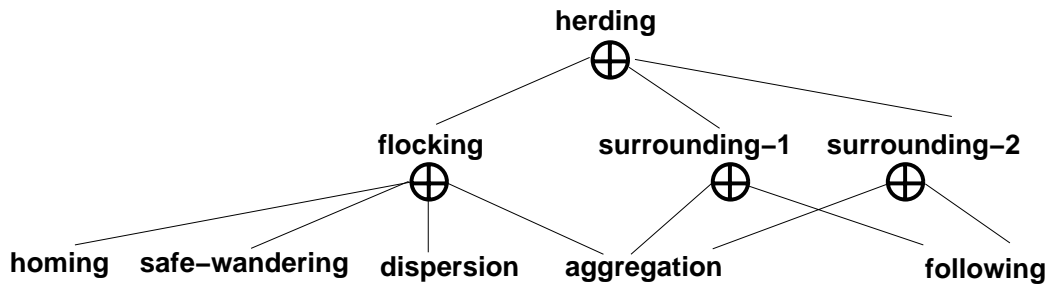 herding
flocking surrounding−1 surrounding−2
homing safe−wandering dispersion aggregation following